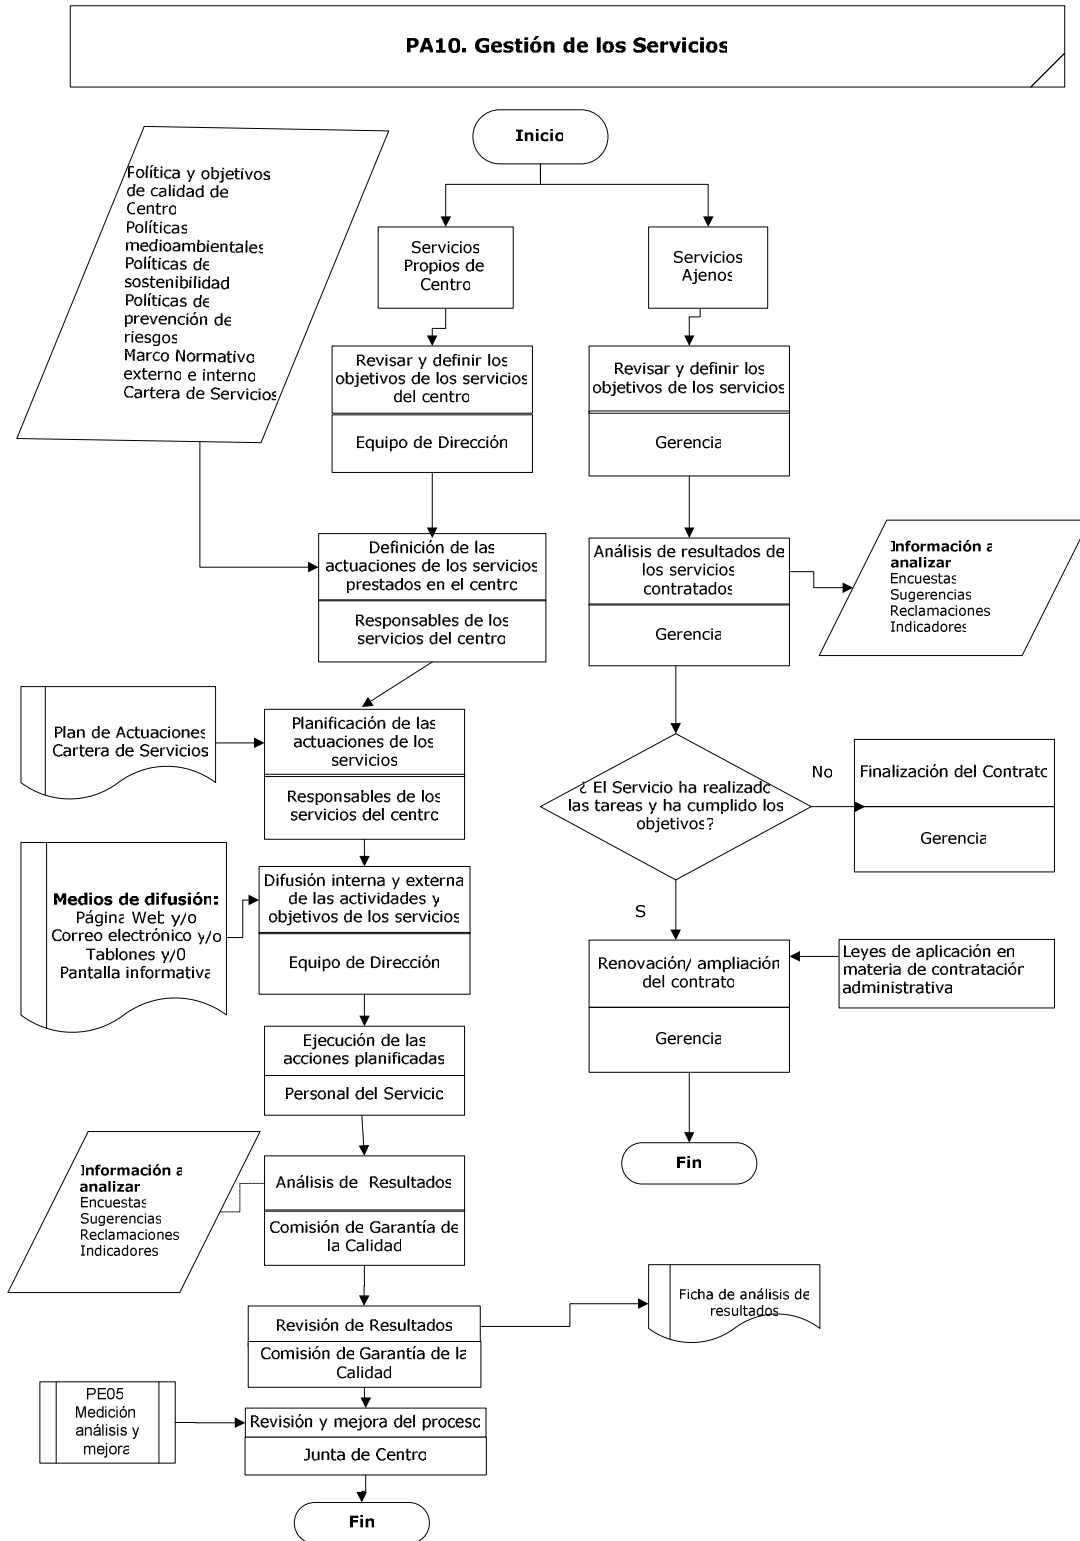 PA10. Gestión de los Servicios
Inicio
Política y objetivos
de calidad de
Centro
Políticas
medioambientales
Políticas de
sostenibilidad
Políticas de
prevención de
riesgos
Marco Normativo
externo e interno
Cartera de Servicios
Servicios
Propios de
Centro
Servicios
Ajenos
Revisar y definir los
objetivos de los servicios
del centro
Equipo de Dirección
Revisar y definir los
objetivos de los servicios
Gerencia
Definición de las
actuaciones de los servicios
prestados en el centro
Responsables de los
servicios del centro
Análisis de resultados de
los servicios
contratados
Gerencia
Información a
analizar
Encuestas
Sugerencias
Reclamaciones
Indicadores
Plan de Actuaciones
Cartera de Servicios
Planificación de las
actuaciones de los
servicios
Responsables de los
servicios del centro
¿ El Servicio ha realizado
las tareas y ha cumplido los
objetivos?
No
Finalización del Contrato
Gerencia
Medios de difusión:
Página Web y/o
Correo electrónico y/o
Tablones y/0
Pantalla informativa
Difusión interna y externa
de las actividades y
objetivos de los servicios
Equipo de Dirección
S
Renovación/ ampliación
del contrato
Gerencia
Leyes de aplicación en
materia de contratación
administrativa
Ejecución de las
acciones planificadas
Personal del Servicio
Fin
Información a
analizar
Encuestas
Sugerencias
Reclamaciones
Indicadores
Análisis de  Resultados
Comisión de Garantía de
la Calidad
Revisión de Resultados
Comisión de Garantía de la
Calidad
Ficha de análisis de
resultados
PE05
Medición
análisis y
mejora
Revisión y mejora del proceso
Junta de Centro
Fin